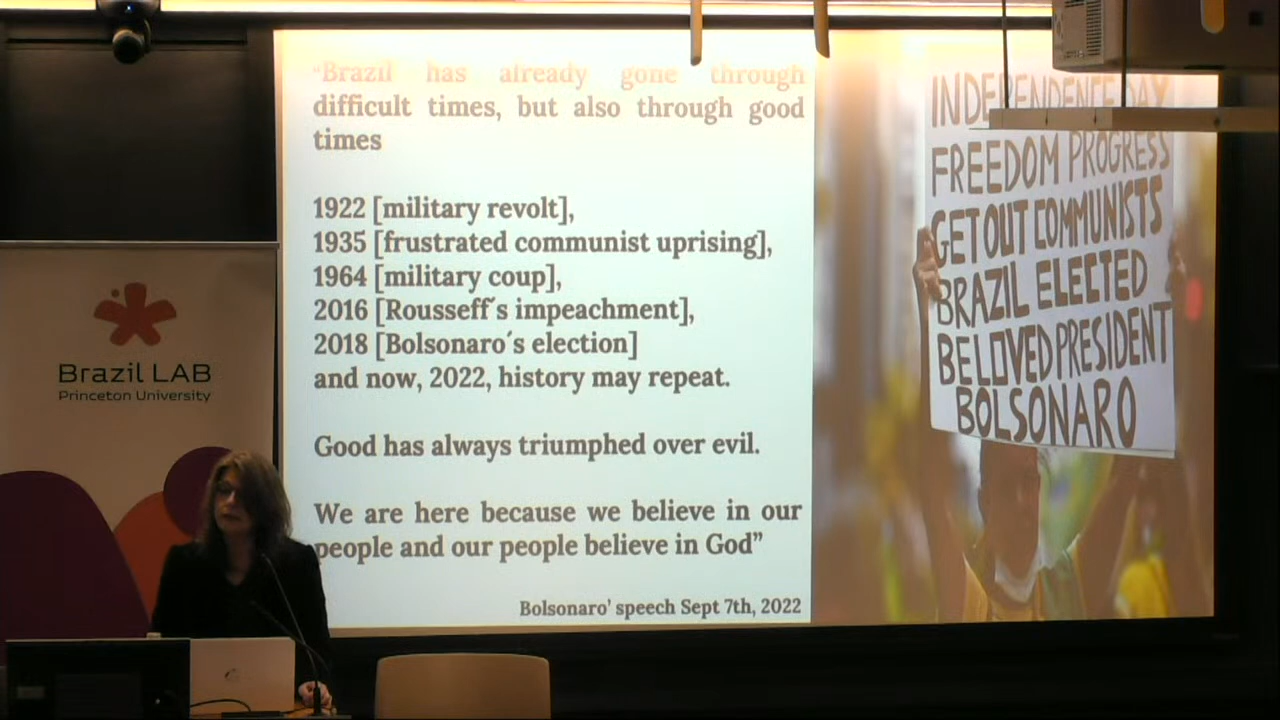 “Brazil has already gone through
difficult times, but also through good
times
1922 [military revolt],
1935 [frustrated communist uprising],
1964 [military coup],
2016 [Rousseff´s impeachment],
2018 [Bolsonaro´s election]
and now, 2022, history may repeat.
Good has always triumphed over evil.
We are here because we believe in our
people and our people believe in God”
Bolsonaro’ speech Sept 7th, 2022
INDEPENDENCE DAY
FREEDOM PROGRESS
GET OUT COMMUNISTS
BRAZIL ELECTED
BELOVED PRESIDENT
BOLSONARO
Brazil LAB
Princeton University